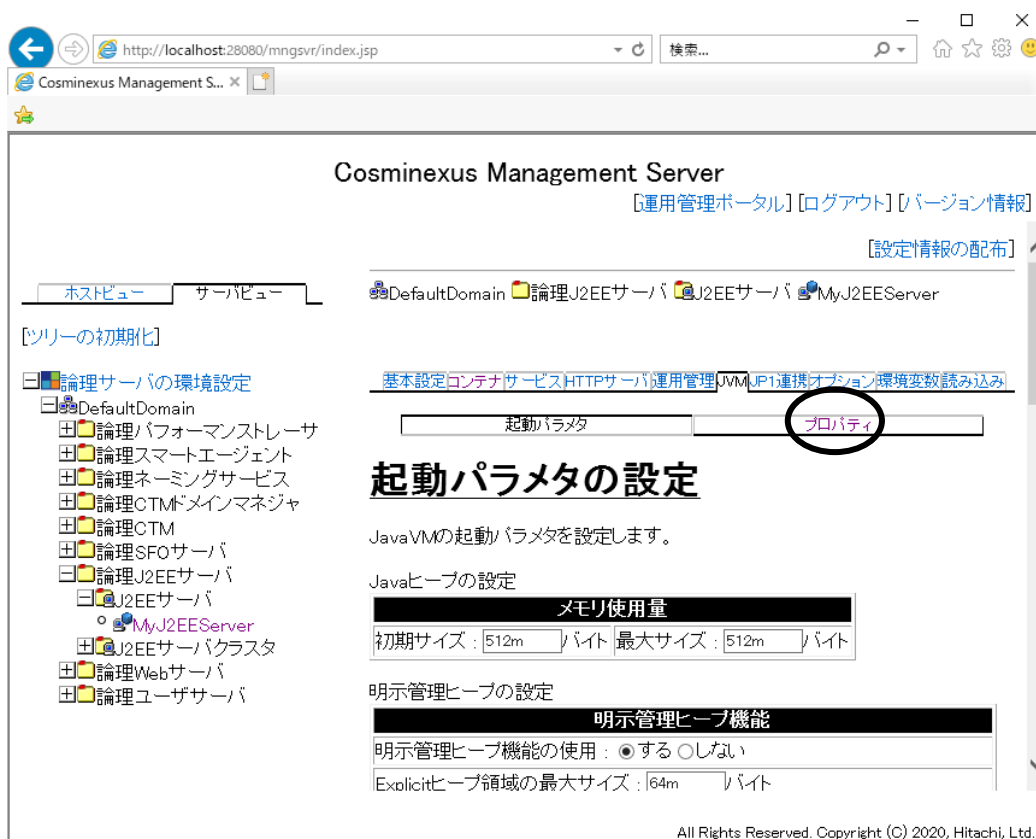 http://localhost:28080/mngsvr/index.jsp 検索...
Cosminexus Management S...
Cosminexus Management Server
[運用管理ポータル] [ログアウト] [バージョン情報]
[設定情報の配布]
ホストビュー サーバビュー
DefaultDomain 論理J2EEサーバ J2EEサーバ MyJ2EEServer
[ツリーの初期化]
論理サーバの環境設定
DefaultDomain
論理パフォーマンストレーサ
論理スマートエージェント
論理ネーミングサービス
論理CTMドメインマネジャ
論理CTM
論理SFOサーバ
論理J2EEサーバ
J2EEサーバ
MyJ2EEServer
J2EEサーバクラスタ
論理Webサーバ
論理ユーザサーバ
基本設定 コンテナ サービス HTTPサーバ 運用管理 JVM JP1連携 オプション 環境変数 読み込み
起動パラメタ プロパティ
起動パラメタの設定
JavaVMの起動パラメタを設定します。
Javaヒープの設定
メモリ使用量
初期サイズ : 512m バイト 最大サイズ : 512m バイト
明示管理ヒープの設定
明示管理ヒープ機能
明示管理ヒープ機能の使用 : する しない
Explicitヒープ領域の最大サイズ : 64m バイト
All Rights Reserved. Copyright (C) 2020, Hitachi, Ltd.